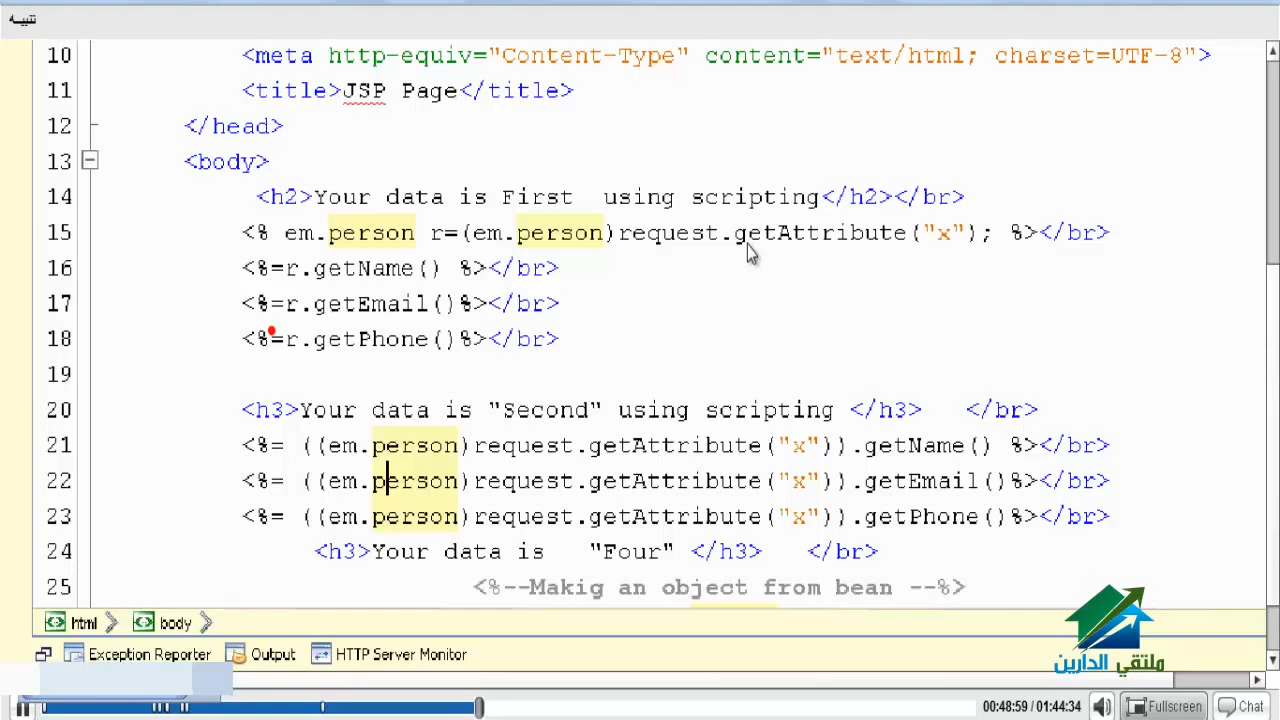 تنبيه
10 <meta http-equiv="Content-Type" content="text/html; charset=UTF-8">
11 <title>JSP Page</title>
12 </head>
13 <body>
14 <h2>Your data is First  using scripting</h2></br>
15 <% em.person r=(em.person)request.getAttribute("x"); %></br>
16 <%=r.getName() %></br>
17 <%=r.getEmail()%></br>
18 <%=r.getPhone()%></br>
19
20 <h3>Your data is "Second" using scripting </h3>   </br>
21 <%= ((em.person)request.getAttribute("x")).getName() %></br>
22 <%= ((em.person)request.getAttribute("x")).getEmail()%></br>
23 <%= ((em.person)request.getAttribute("x")).getPhone()%></br>
24 <h3>Your data is   "Four" </h3>   </br>
25 <%--Makig an object from bean --%>
html body
ملتقي الدارين
Exception Reporter Output HTTP Server Monitor
00:48:59 / 01:44:34 Fullscreen Chat